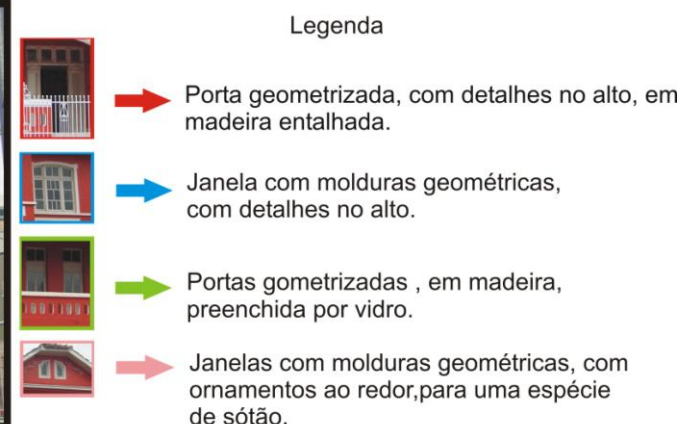 Legenda
Porta geometrizada, com detalhes no alto, em
madeira entalhada.
Janela com molduras geométricas,
com detalhes no alto.
Portas gometrizadas , em madeira,
preenchida por vidro.
Janelas com molduras geométricas, com
ornamentos ao redor,para uma espécie
de sótão.